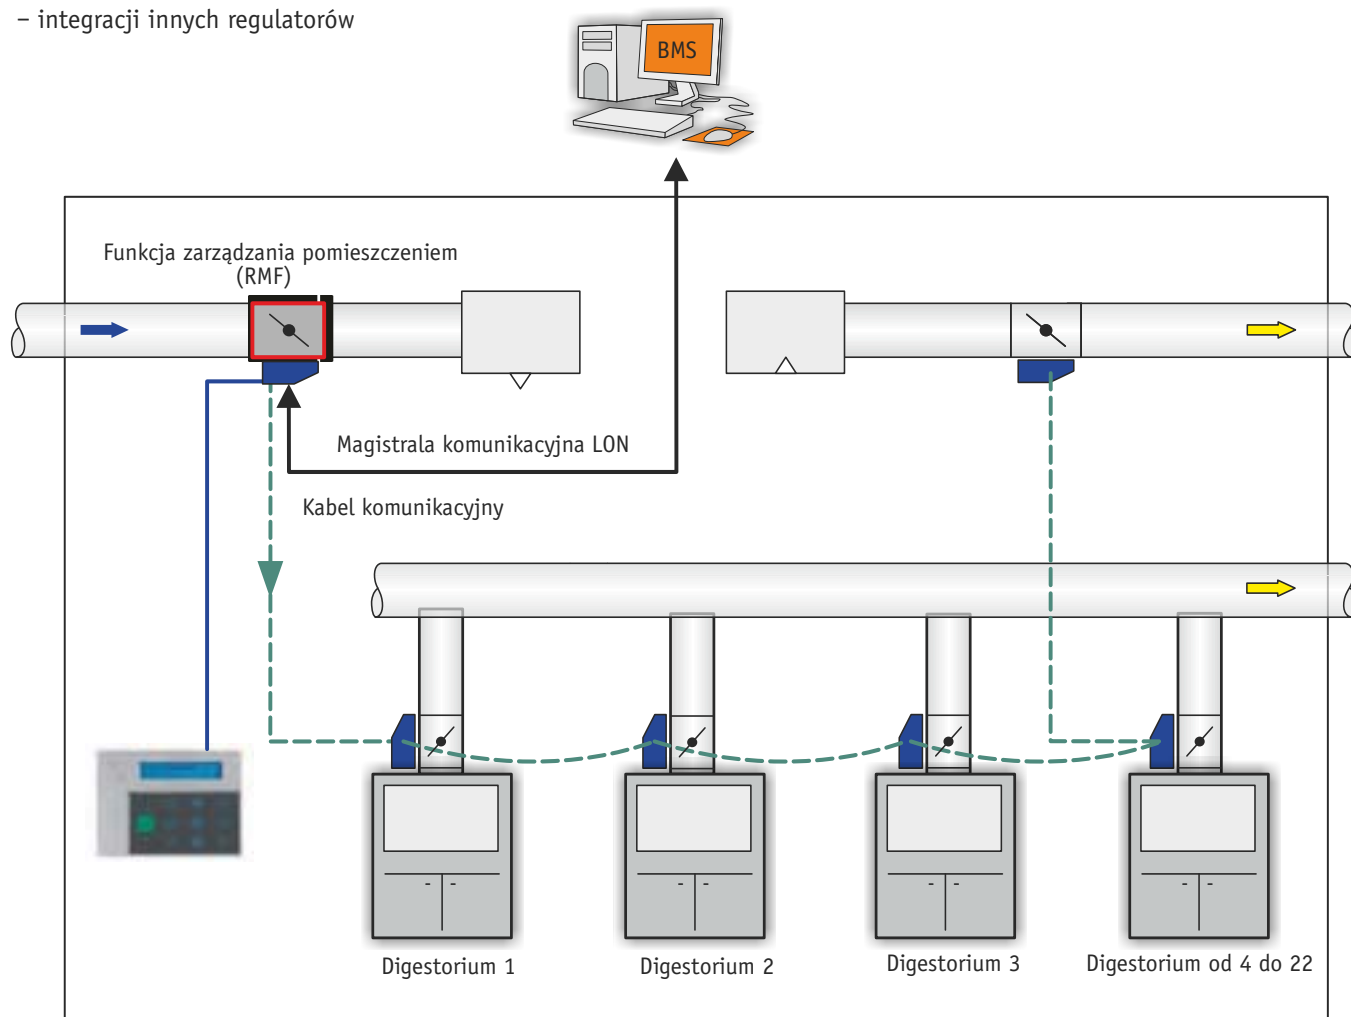 – integracji innych regulatorów
BMS
Funkcja zarządzania pomieszczeniem
(RMF)
Magistrala komunikacyjna LON
Kabel komunikacyjny
Digestorium 1
Digestorium 2
Digestorium 3
Digestorium od 4 do 22